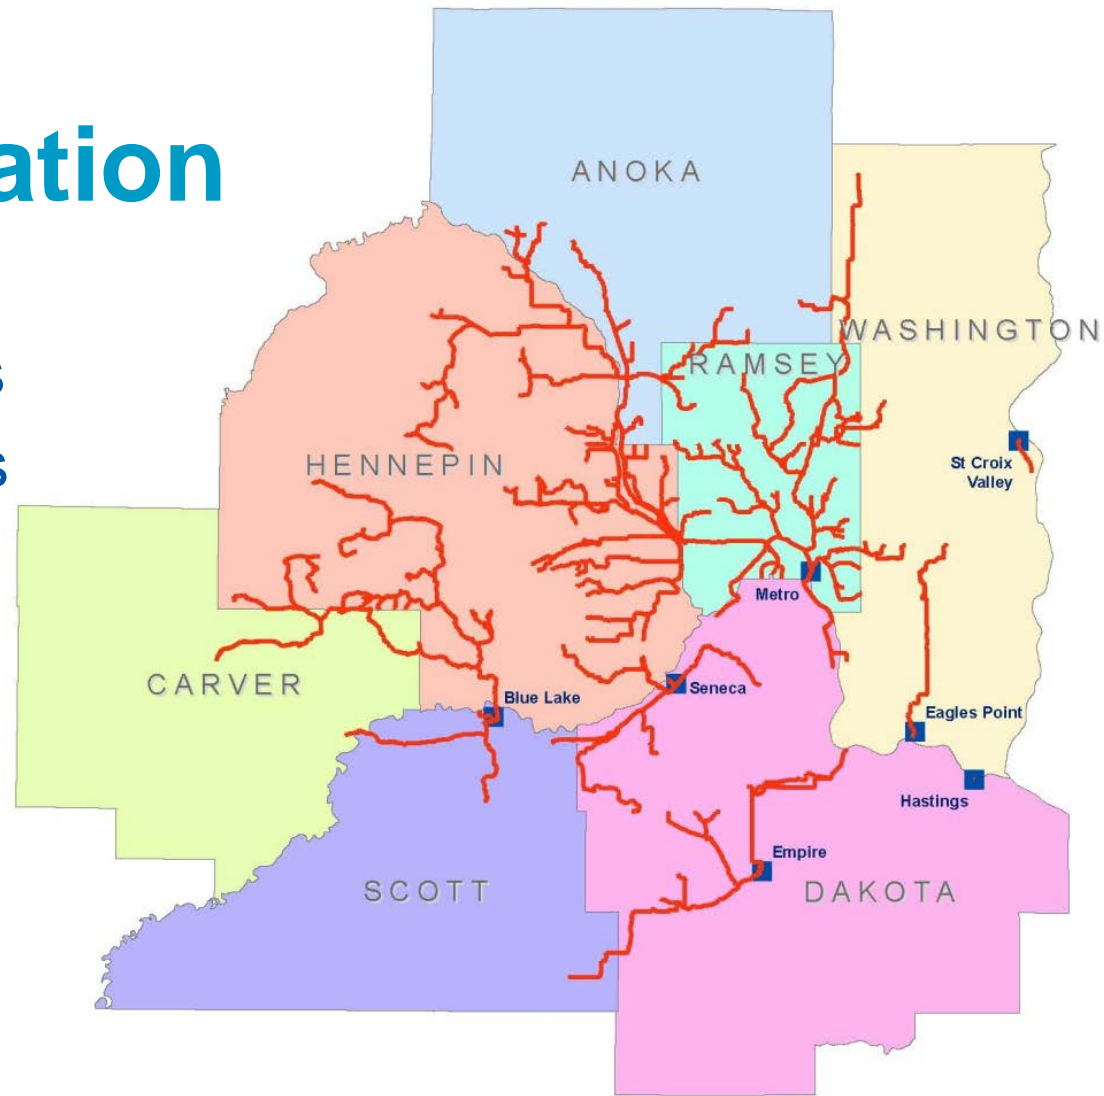 ation
s
s
ANOKA
WASHINGTON
RAMSEY
HENNEPIN
St Croix
Valley
Metro
CARVER
Seneca
Blue Lake
Eagles Point
Hastings
Empire
SCOTT
DAKOTA